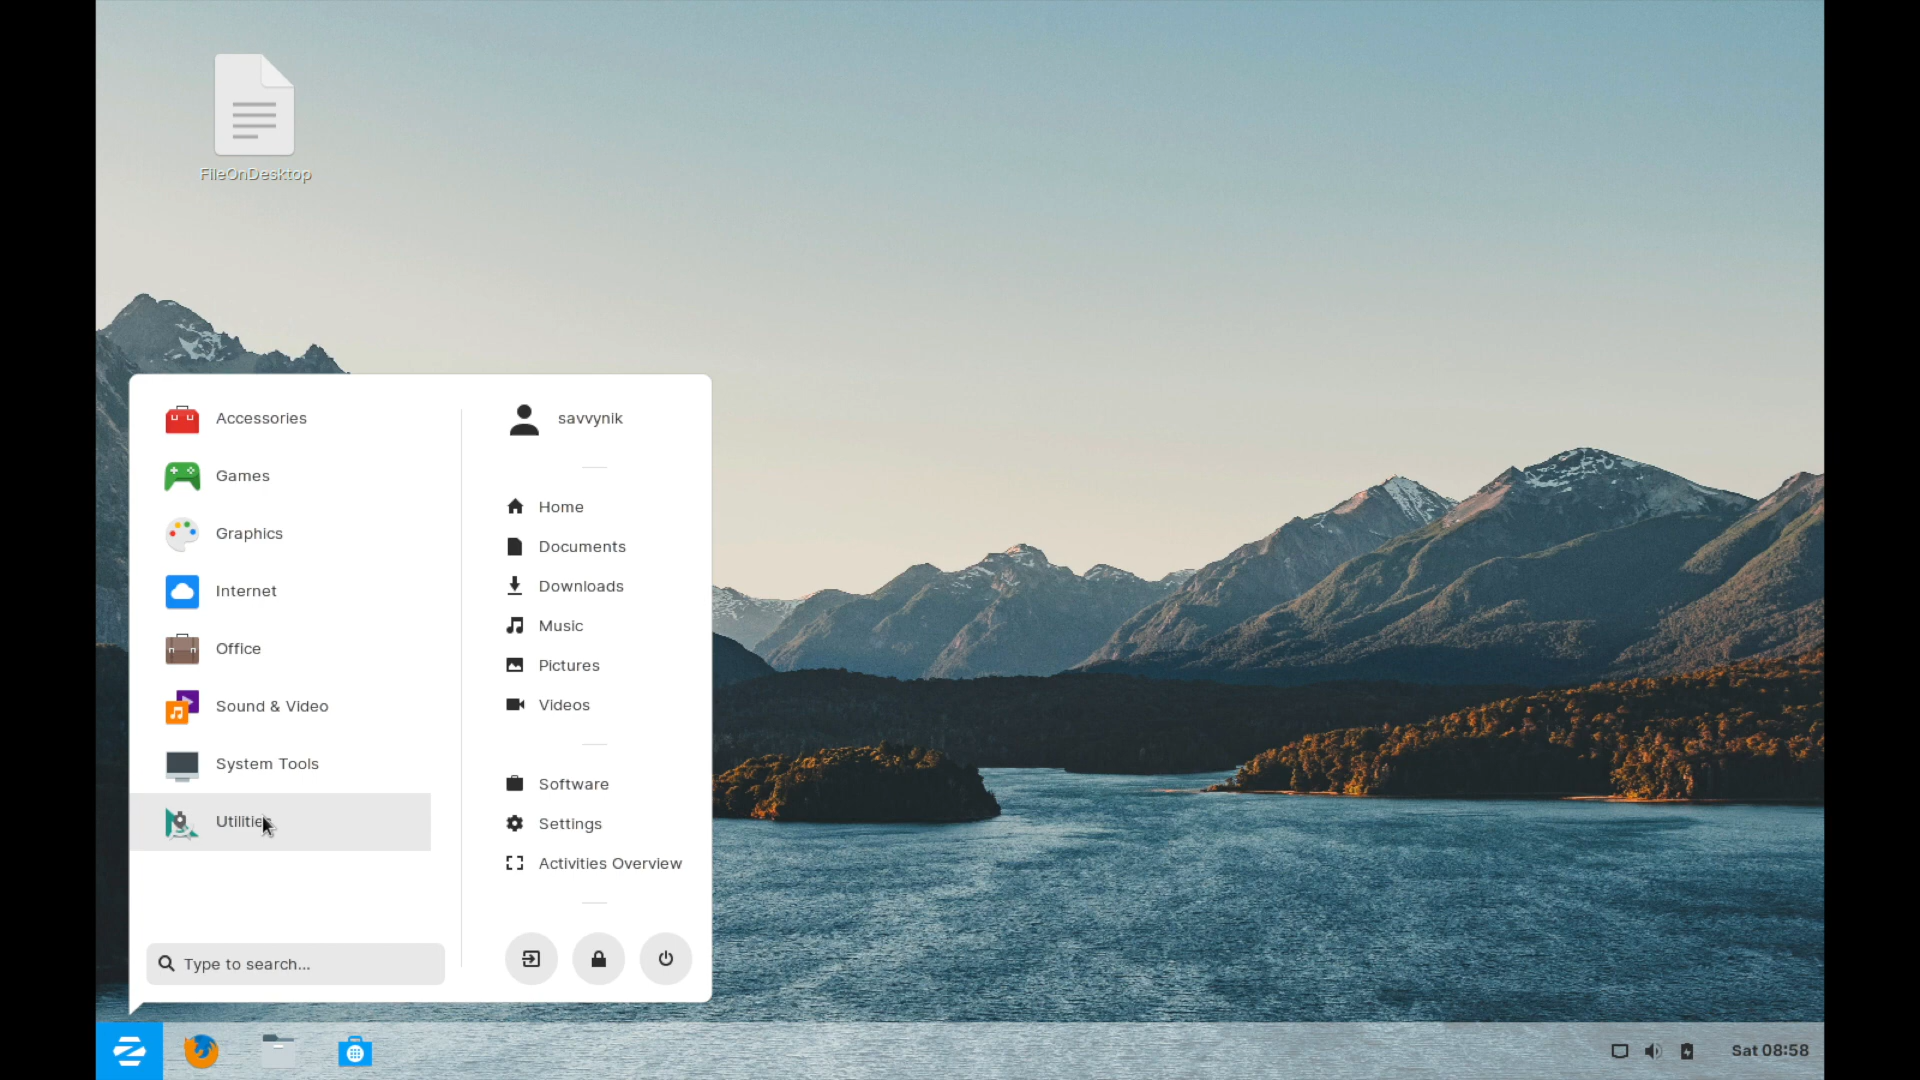 FileOnDesktop
Accessories
Games
Graphics
Internet
Office
Sound & Video
System Tools
Utilities
Type to search...
savvynik
Home
Documents
Downloads
Music
Pictures
Videos
Software
Settings
Activities Overview
Sat 08:58